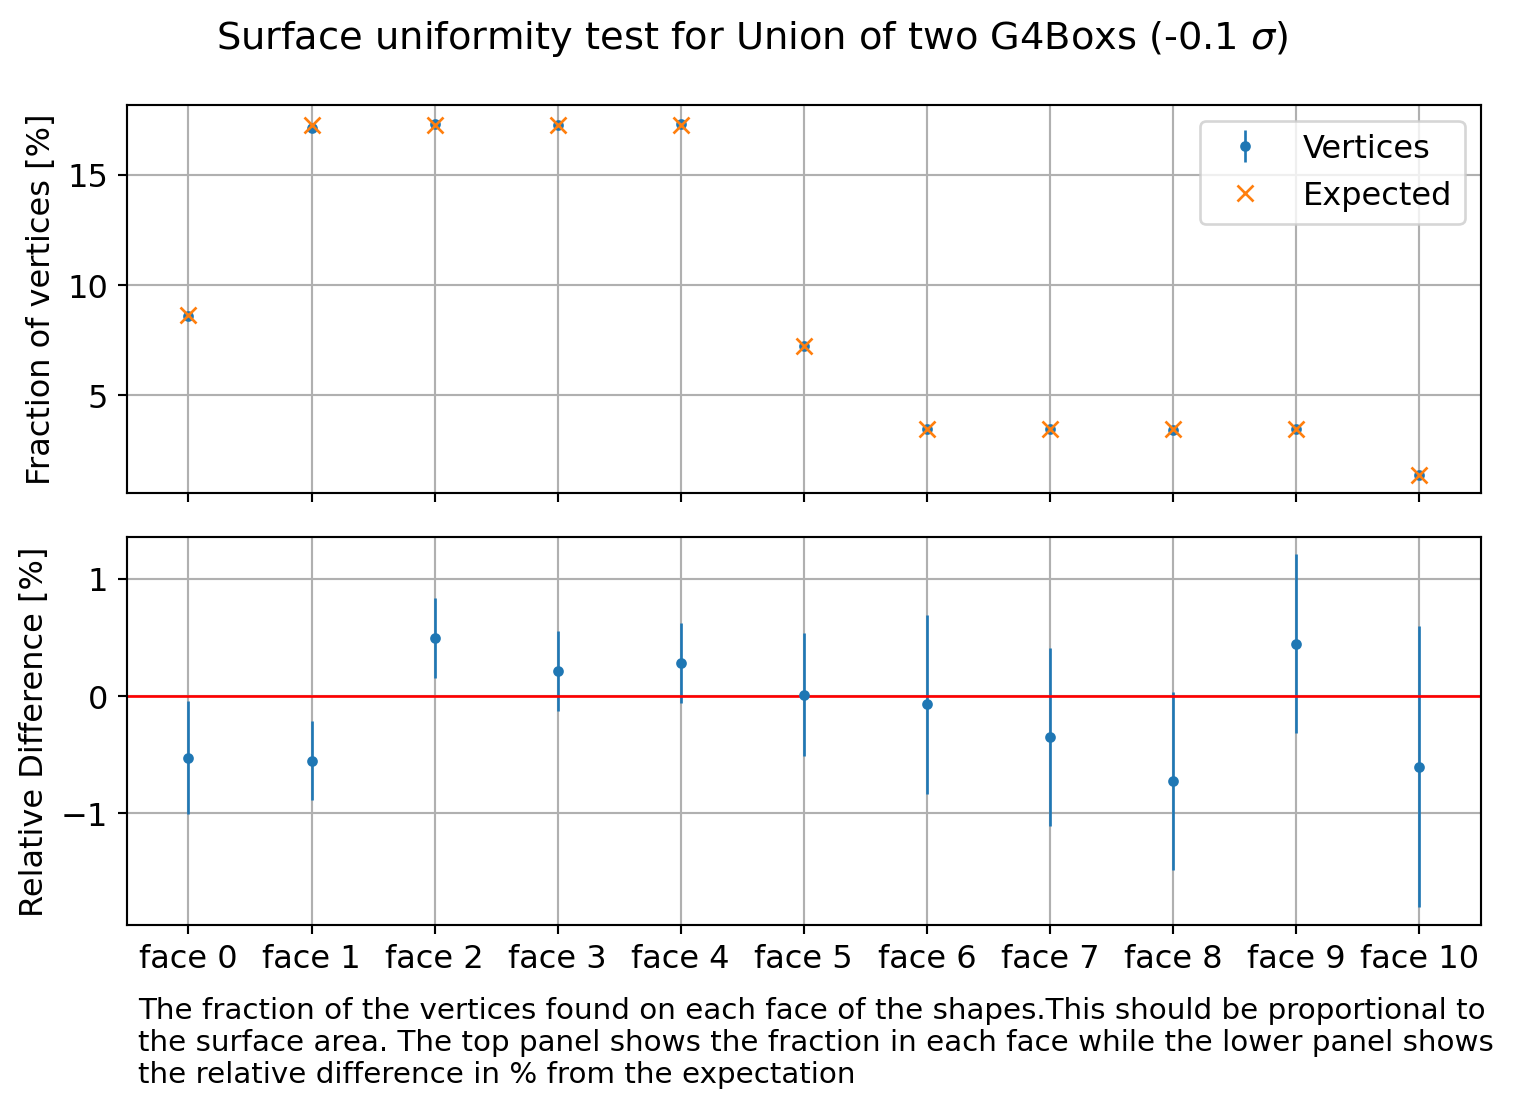 Surface uniformity test for Union of two G4Boxs (-0.1 σ)
Fraction of vertices [%]
15
10
5
Vertices
Expected
Relative Difference [%]
1
0
−1
face 0 face 1 face 2 face 3 face 4 face 5 face 6 face 7 face 8 face 9 face 10
The fraction of the vertices found on each face of the shapes.This should be proportional to
the surface area. The top panel shows the fraction in each face while the lower panel shows
the relative difference in % from the expectation